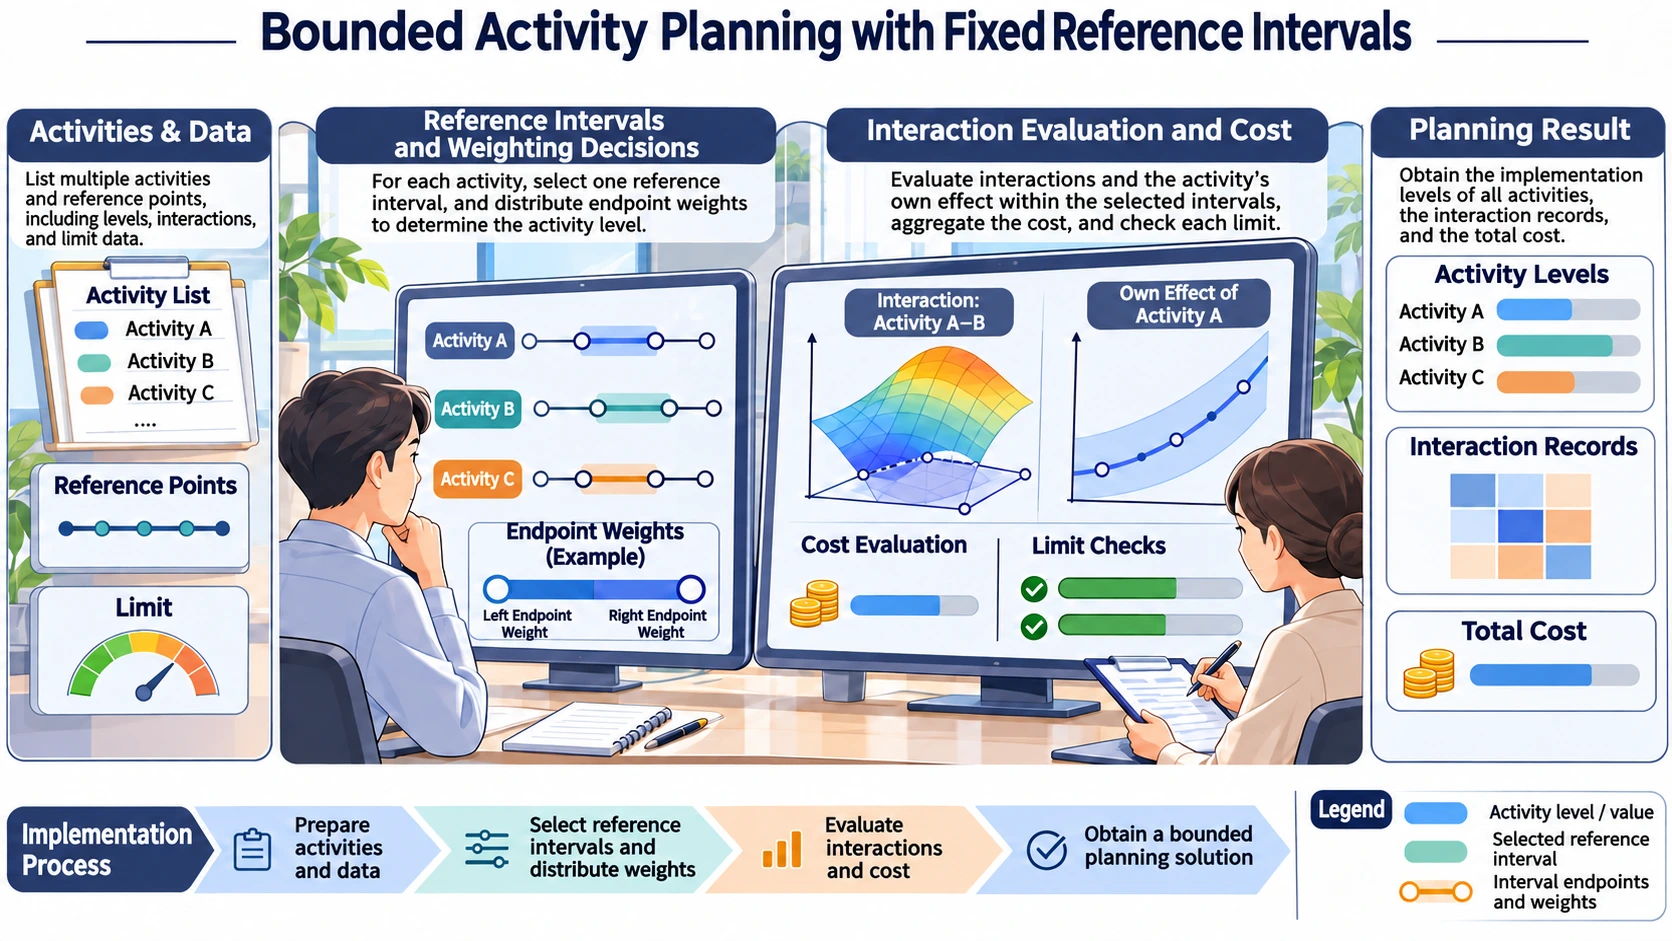 Bounded Activity Planning with Fixed Reference Intervals
Activities & Data
List multiple activities
and reference points,
including levels, interactions,
and limit data.
Activity List
Activity A
Activity B
Activity C
....
Reference Points
Limit
Reference Intervals
and Weighting Decisions
For each activity, select one reference
interval, and distribute endpoint weights
to determine the activity level.
Activity A
Activity B
Activity C
Endpoint Weights
(Example)
Left Endpoint
Weight
Right Endpoint
Weight
Interaction Evaluation and Cost
Evaluate interactions and the activity's
own effect within the selected intervals,
aggregate the cost, and check each limit.
Interaction:
Activity A–B
Own Effect of
Activity A
Cost Evaluation
Limit Checks
Planning Result
Obtain the implementation
levels of all activities,
the interaction records,
and the total cost.
Activity Levels
Activity A
Activity B
Activity C
Interaction Records
Total Cost
Implementation
Process
Prepare
activities
and data
Select reference
intervals and
distribute weights
Evaluate
interactions
and cost
Obtain a bounded
planning solution
Legend
Activity level / value
Selected reference
interval
Interval endpoints
and weights